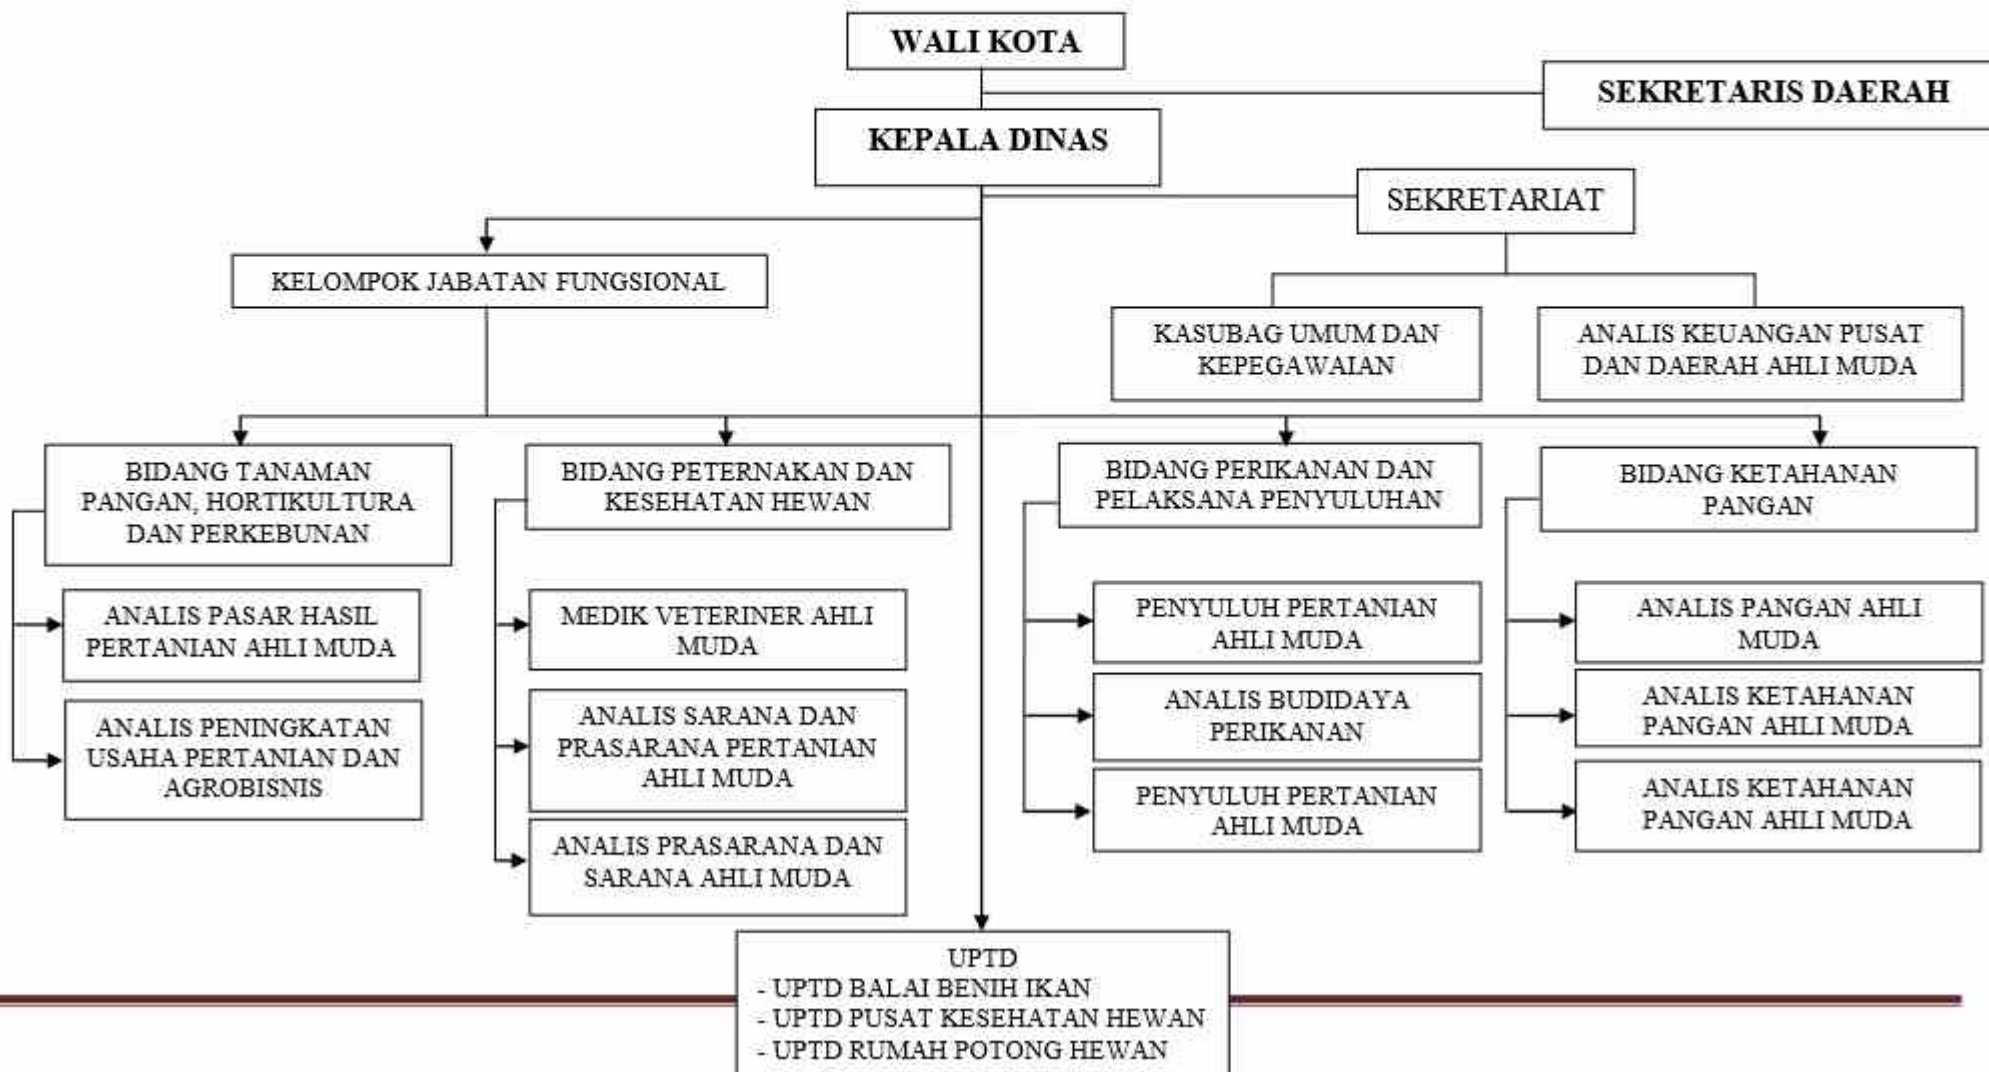 WALI KOTA
SEKRETARIS DAERAH
KEPALA DINAS
SEKRETARIAT
KELOMPOK JABATAN FUNGSIONAL
KASUBAG UMUM DAN
KEPEGAWAIAN
ANALIS KEUANGAN PUSAT
DAN DAERAH AHLI MUDA
BIDANG TANAMAN
PANGAN, HORTIKULTURA
DAN PERKEBUNAN
ANALIS PASAR HASIL
PERTANIAN AHLI MUDA
ANALIS PENINGKATAN
USAHA PERTANIAN DAN
AGROBISNIS
BIDANG PETERNAKAN DAN
KESEHATAN HEWAN
MEDIK VETERINER AHLI
MUDA
ANALIS SARANA DAN
PRASARANA PERTANIAN
AHLI MUDA
ANALIS PRASARANA DAN
SARANA AHLI MUDA
BIDANG PERIKANAN DAN
PELAKSANA PENYULUHAN
PENYULUH PERTANIAN
AHLI MUDA
ANALIS BUDIDAYA
PERIKANAN
PENYULUH PERTANIAN
AHLI MUDA
BIDANG KETAHANAN
PANGAN
ANALIS PANGAN AHLI
MUDA
ANALIS KETAHANAN
PANGAN AHLI MUDA
ANALIS KETAHANAN
PANGAN AHLI MUDA
UPTD
- UPTD BALAI BENIH IKAN
- UPTD PUSAT KESEHATAN HEWAN
- UPTD RUMAH POTONG HEWAN